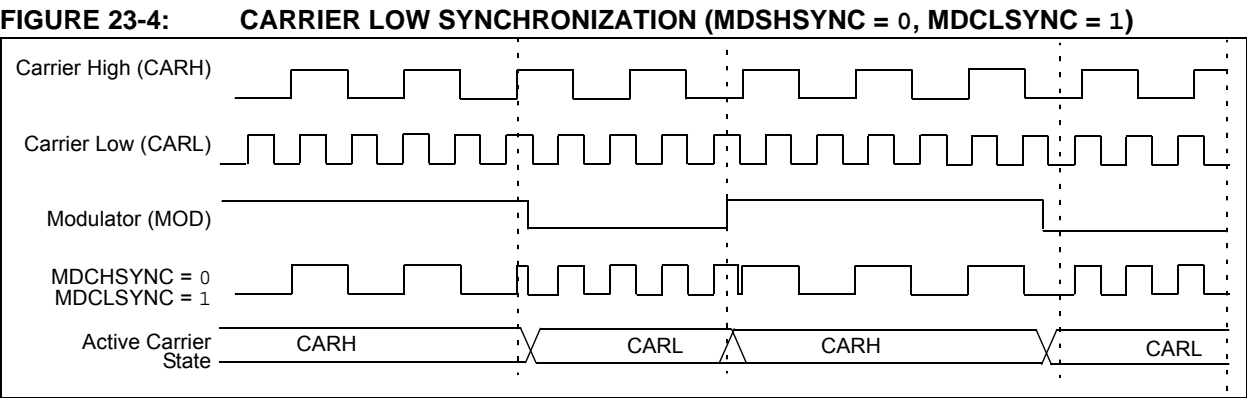 FIGURE 23-4: CARRIER LOW SYNCHRONIZATION (MDSHSYNC = 0, MDCLSYNC = 1)
Carrier High (CARH)
Carrier Low (CARL)
Modulator (MOD)
MDCHSYNC = 0
MDCLSYNC = 1
Active Carrier
State
CARH
CARL
CARH
CARL